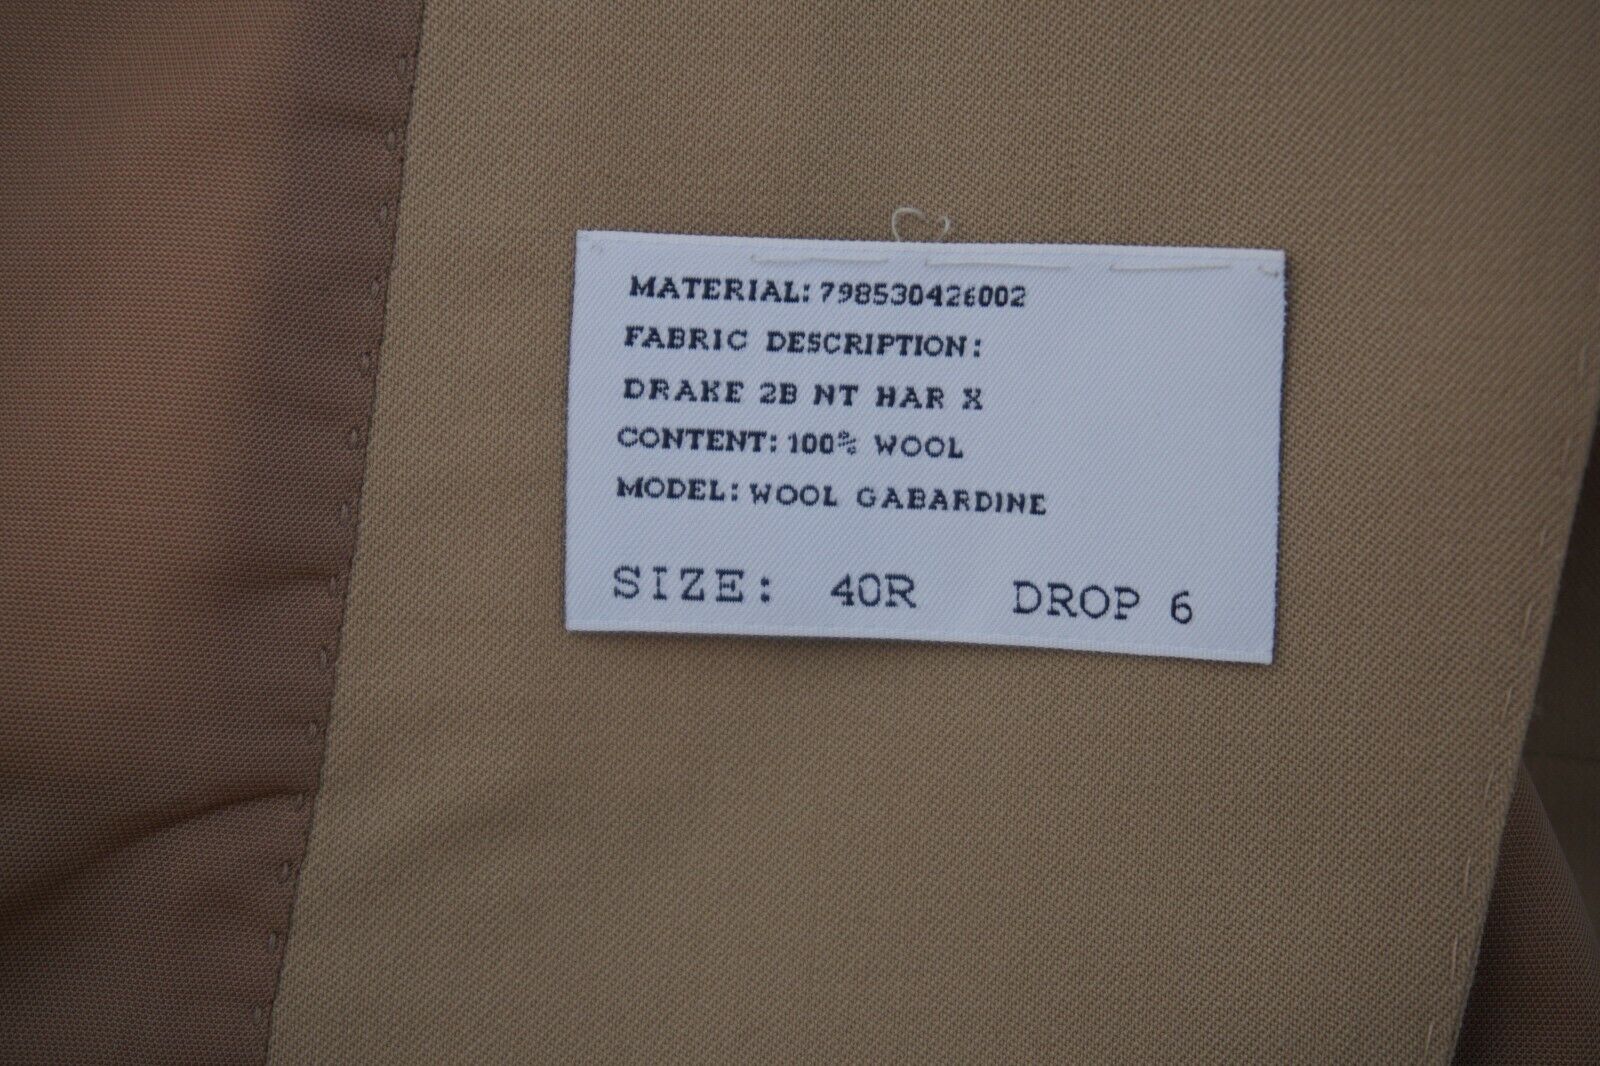 MATERIAL: 798530426002
FABRIC DESCRIPTION:
DRAKE 2B NT HAR X
CONTENT: 100% WOOL
MODEL: WOOL GABARDINE
SIZE: 40R DROP 6